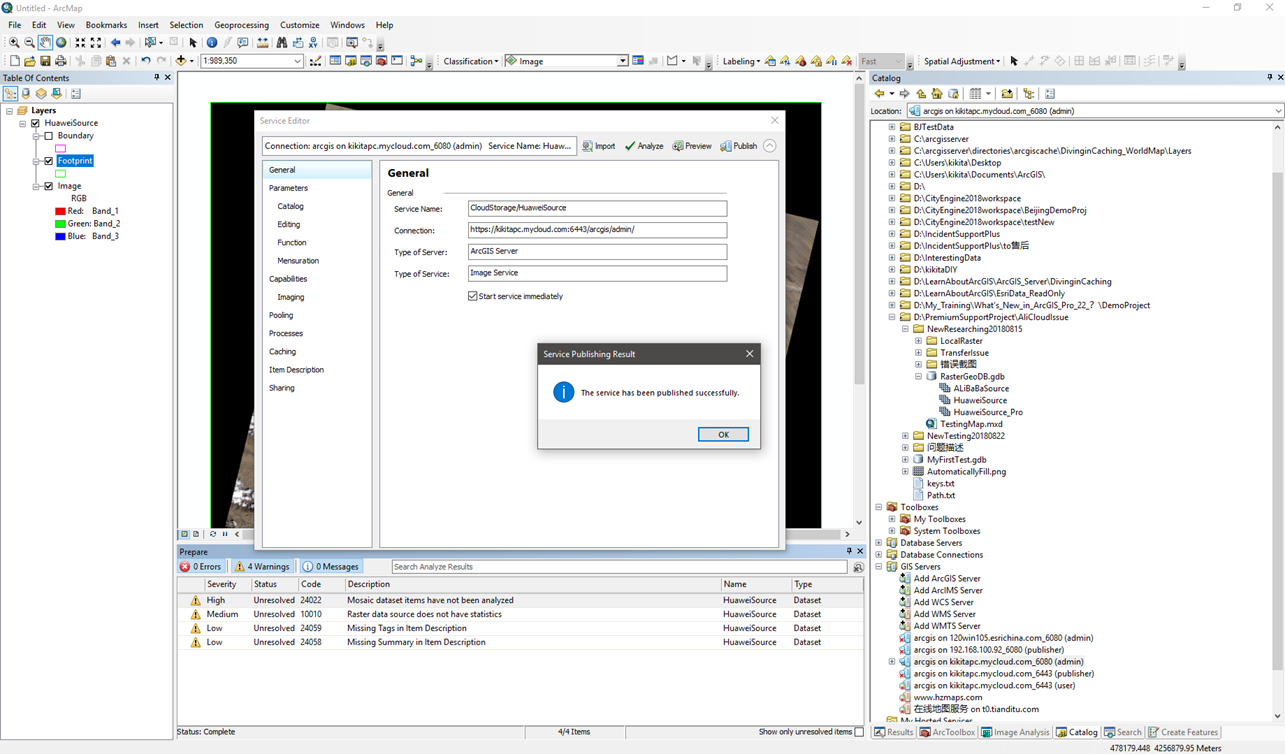 Untitled - ArcMap
File Edit View Bookmarks Insert Selection Geoprocessing Customize Windows Help
1:989,350 Classification Image Labeling Fast Spatial Adjustment
Table Of Contents
Layers
HuaweiSource
Boundary
Footprint
Image
RGB
Red: Band_1
Green: Band_2
Blue: Band_3
Service Editor
Connection: arcgis on kikitapc.mycloud.com_6080 (admin) Service Name: Huaw... Import Analyze Preview Publish
General
Parameters
Catalog
Editing
Function
Mensuration
Capabilities
Imaging
Pooling
Processes
Caching
Item Description
Sharing
General
General
Service Name: CloudStorage/HuaweiSource
Connection: https://kikitapc.mycloud.com:6443/arcgis/admin/
Type of Server: ArcGIS Server
Type of Service: Image Service
Start service immediately
Service Publishing Result
The service has been published successfully.
OK
Prepare
0 Errors 4 Warnings 0 Messages Search Analyze Results
Severity Status Code Description Name Type
High Unresolved 24022 Mosaic dataset items have not been analyzed HuaweiSource Dataset
Medium Unresolved 10010 Raster data source does not have statistics HuaweiSource Dataset
Low Unresolved 24059 Missing Tags in Item Description HuaweiSource Dataset
Low Unresolved 24058 Missing Summary in Item Description HuaweiSource Dataset
Status: Complete 4/4 Items Show only unresolved items
Catalog
Location: arcgis on kikitapc.mycloud.com_6080 (admin)
BJTestData
C:\arcgisserver
C:\arcgisserver\directories\arcgiscache\DivinginCaching_WorldMap\Layers
C:\Users\kikita\Desktop
C:\Users\kikita\Documents\ArcGIS\
D:\
D:\CityEngine2018workspace
D:\CityEngine2018workspace\BeijingDemoProj
D:\CityEngine2018workspace\testNew
D:\IncidentSupportPlus
D:\IncidentSupportPlus\to售后
D:\InterestingData
D:\kikitaDIY
D:\LearnAboutArcGIS\ArcGIS_Server\DivinginCaching
D:\LearnAboutArcGIS\EsriData_ReadOnly
D:\My_Training\What's_New_in_ArcGIS_Pro_22_？\DemoProject
D:\PremiumSupportProject\AliCloudIssue
NewResearching20180815
LocalRaster
TransferIssue
错误截图
RasterGeoDB.gdb
ALiBaBaSource
HuaweiSource
HuaweiSource_Pro
TestingMap.mxd
NewTesting20180822
问题描述
MyFirstTest.gdb
AutomaticallyFill.png
keys.txt
Path.txt
Toolboxes
My Toolboxes
System Toolboxes
Database Servers
Database Connections
GIS Servers
Add ArcGIS Server
Add ArcIMS Server
Add WCS Server
Add WMS Server
Add WMTS Server
arcgis on 120win105.esrichina.com_6080 (admin)
arcgis on 192.168.100.92_6080 (publisher)
arcgis on kikitapc.mycloud.com_6080 (admin)
arcgis on kikitapc.mycloud.com_6443 (publisher)
arcgis on kikitapc.mycloud.com_6443 (user)
www.hzmaps.com
在线地图服务 on t0.tianditu.com
My Hosted Services
Results ArcToolbox Image Analysis Catalog Search Create Features
478179.448 4256879.95 Meters